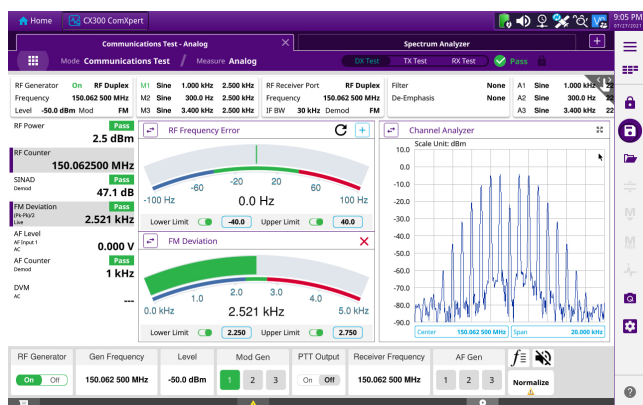 Home
CX300 ComXpert
9:05 PM
07/27/2021
Communications Test - Analog
Spectrum Analyzer
Mode Communications Test / Measure Analog
DX Test TX Test RX Test Pass
RF Generator On RF Duplex
Frequency 150.062 500 MHz
Level -50.0 dBm Mod FM
M1 Sine 1.000 kHz 2.500 kHz
M2 Sine 300.0 Hz 2.500 kHz
M3 Sine 3.400 kHz 2.500 kHz
RF Receiver Port RF Duplex
Frequency 150.062 500 MHz
IF BW 30 kHz Demod FM
Filter None
De-Emphasis None
A1 Sine 1.000 kHz
A2 Sine 300.0 Hz 22
A3 Sine 3.400 kHz 22
RF Power Pass
2.5 dBm
RF Counter
150.062500 MHz
SINAD Pass
Demod
47.1 dB
FM Deviation Pass
(Pk-Pk)/2
Live
2.521 kHz
AF Level
AF Input 1
AC
0.000 V
AF Counter Pass
Demod
1 kHz
DVM
AC
---
RF Frequency Error
-100 Hz -60 -20 20 60 100 Hz
0.0 Hz
Lower Limit -40.0 Upper Limit 40.0
FM Deviation
0.0 kHz 1.0 2.0 3.0 4.0 5.0 kHz
2.521 kHz
Lower Limit 2.250 Upper Limit 2.750
Channel Analyzer
Scale Unit: dBm
10.0
0.0
-10.0
-20.0
-30.0
-40.0
-50.0
-60.0
-70.0
-80.0
-90.0
Center 150.062 500 MHz Span 20.000 kHz
RF Generator
On Off
Gen Frequency
150.062 500 MHz
Level
-50.0 dBm
Mod Gen
1 2 3
PTT Output
On Off
Receiver Frequency
150.062 500 MHz
AF Gen
1 2 3
Normalize